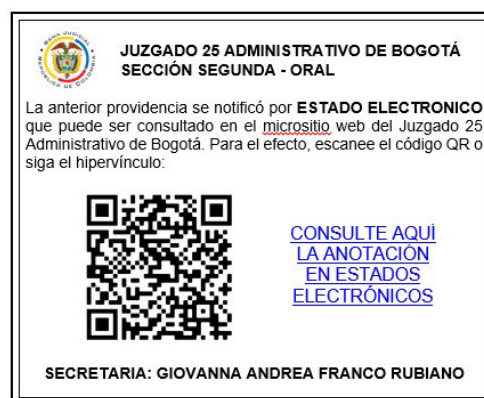 JUZGADO 25 ADMINISTRATIVO DE BOGOTÁ
SECCIÓN SEGUNDA - ORAL
La anterior providencia se notificó por ESTADO ELECTRONICO
que puede ser consultado en el micrositio web del Juzgado 25
Administrativo de Bogotá. Para el efecto, escanee el código QR o
siga el hipervínculo:
CONSULTE AQUÍ
LA ANOTACIÓN
EN ESTADOS
ELECTRÓNICOS
SECRETARIA: GIOVANNA ANDREA FRANCO RUBIANO